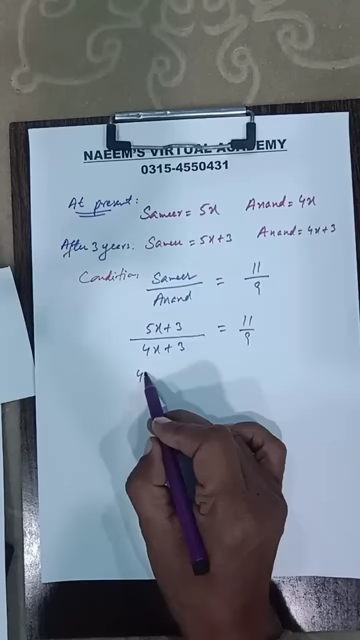 NAEEM'S VIRTUAL ACADEMY
0315-4550431
At present: Sameer = 5x Anand = 4x
After 3 years: Sameer = 5x+3 Anand = 4x+3
Condition, Sameer / Anand = 11 / 9
5x+3 / 4x+3 = 11 / 9
4